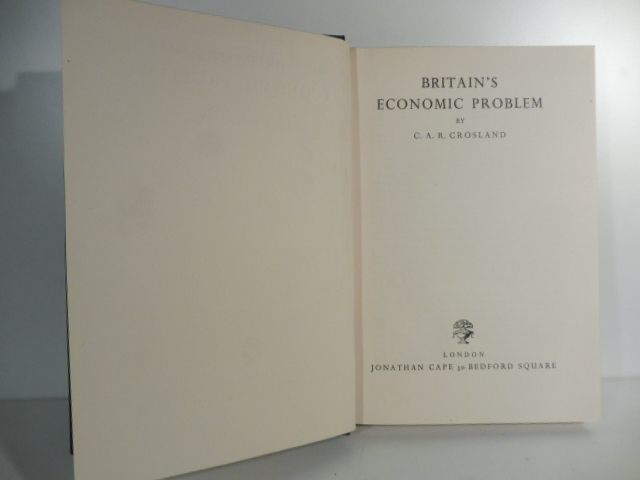 BRITAIN'S
ECONOMIC PROBLEM
BY
C. A. R. CROSLAND
LONDON
JONATHAN CAPE 30 BEDFORD SQUARE